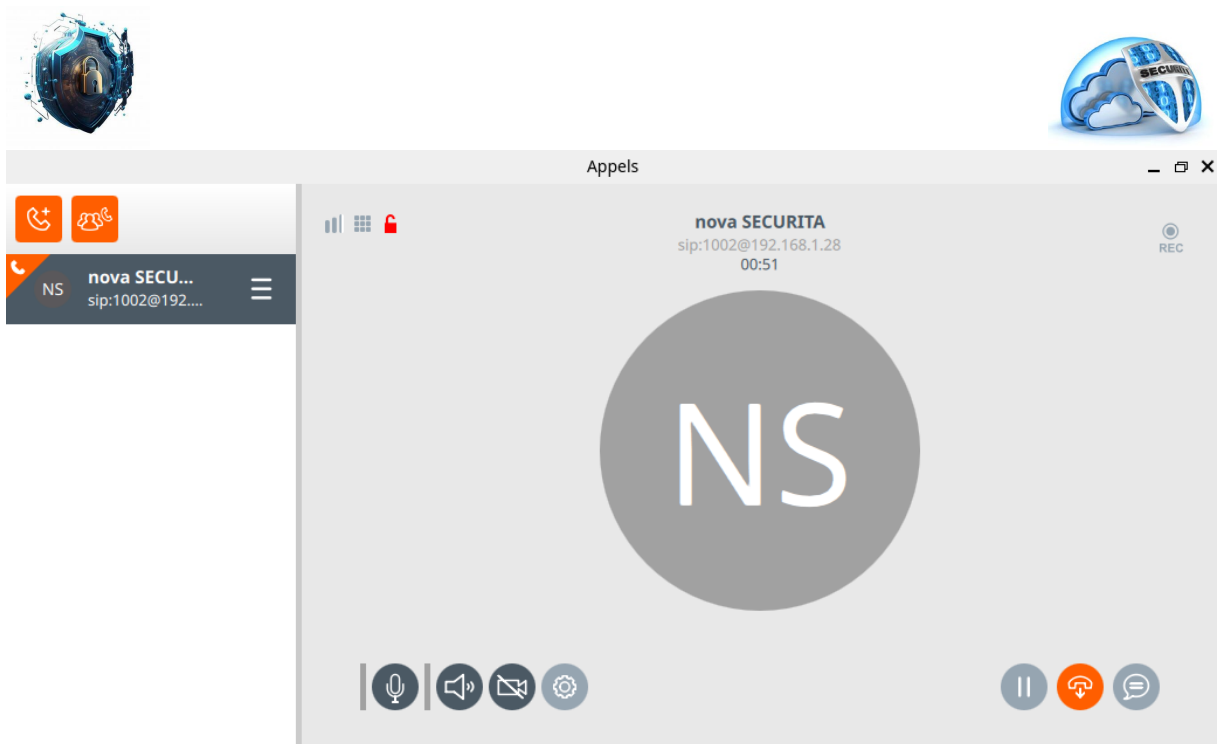 SECURITY
Appels
nova SECURITA
sip:1002@192.168.1.28
00:51
REC
NS
nova SECU...
sip:1002@192....
NS